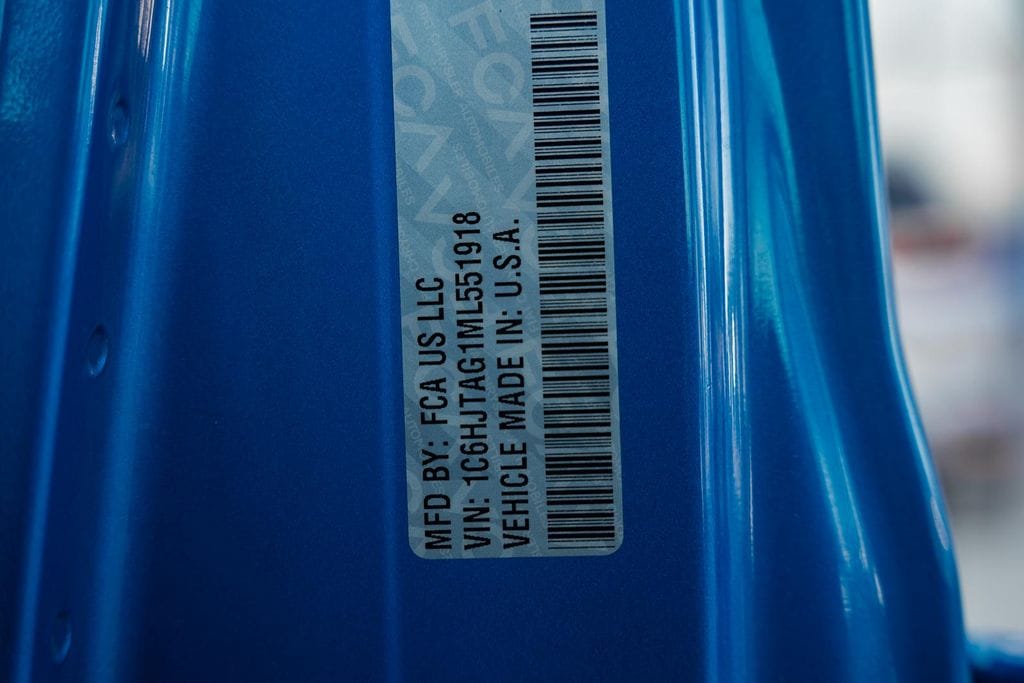 MFD BY: FCA US LLC
VIN: 1C6HJTAG1ML551918
VEHICLE MADE IN: U.S.A.